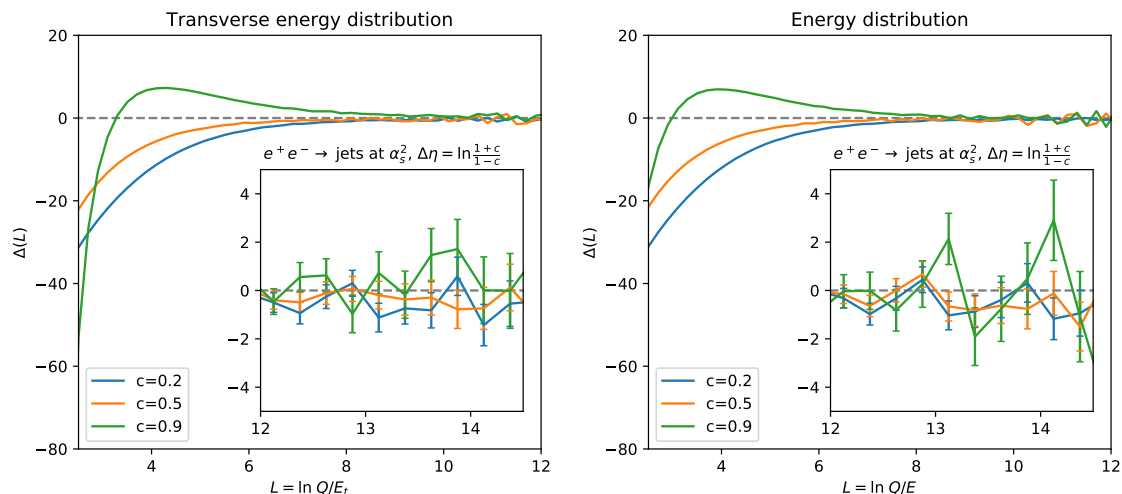 Transverse energy distribution
20
0
−20
−40
−60
−80
Δ(L)
4
6
8
10
12
L = ln Q/E_t
e⁺e⁻ → jets at α_s², Δη = ln (1+c)/(1−c)
4
2
0
−2
−4
12
13
14
c=0.2
c=0.5
c=0.9
Energy distribution
20
0
−20
−40
−60
−80
Δ(L)
4
6
8
10
12
L = ln Q/E
e⁺e⁻ → jets at α_s², Δη = ln (1+c)/(1−c)
4
2
0
−2
−4
12
13
14
c=0.2
c=0.5
c=0.9